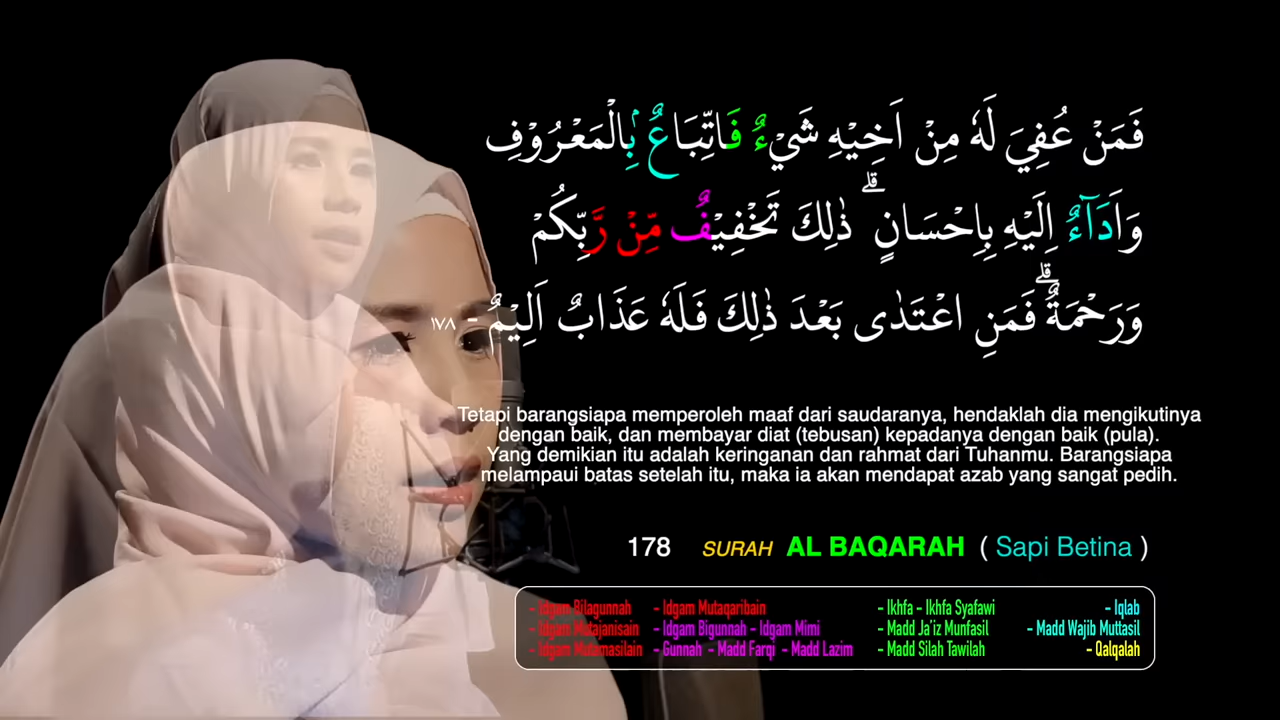 فَمَنْ عُفِيَ لَهٗ مِنْ اَخِيْهِ شَيْءٌ فَاتِّبَاعٌۢ بِالْمَعْرُوْفِ
وَاَدَاۤءٌ اِلَيْهِ بِاِحْسَانٍ ۗ ذٰلِكَ تَخْفِيْفٌ مِّنْ رَّبِّكُمْ
وَرَحْمَةٌ ۗ فَمَنِ اعْتَدٰى بَعْدَ ذٰلِكَ فَلَهٗ عَذَابٌ اَلِيْمٌ - ١٧٨
Tetapi barangsiapa memperoleh maaf dari saudaranya, hendaklah dia mengikutinya
dengan baik, dan membayar diat (tebusan) kepadanya dengan baik (pula).
Yang demikian itu adalah keringanan dan rahmat dari Tuhanmu. Barangsiapa
melampaui batas setelah itu, maka ia akan mendapat azab yang sangat pedih.
178 SURAH AL BAQARAH ( Sapi Betina )
- Idgam Bilagunnah - Idgam Mutaqaribain - Ikhfa - Ikhfa Syafawi - Iqlab
- Idgam Mutajanisain - Idgam Bigunnah - Idgam Mimi - Madd Ja'iz Munfasil - Madd Wajib Muttasil
- Idgam Mutamasilain - Gunnah - Madd Farqi - Madd Lazim - Madd Silah Tawilah - Qalqalah